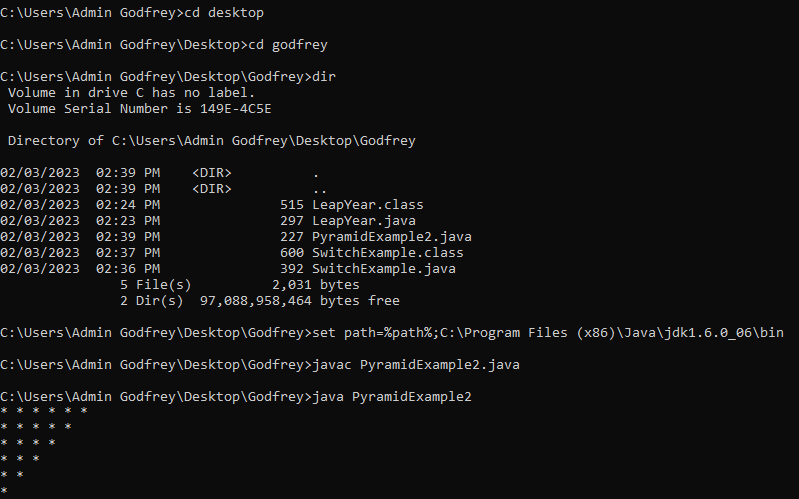 C:\Users\Admin Godfrey>cd desktop
C:\Users\Admin Godfrey\Desktop>cd godfrey
C:\Users\Admin Godfrey\Desktop\Godfrey>dir
 Volume in drive C has no label.
 Volume Serial Number is 149E-4C5E
 Directory of C:\Users\Admin Godfrey\Desktop\Godfrey
02/03/2023  02:39 PM    <DIR>          .
02/03/2023  02:39 PM    <DIR>          ..
02/03/2023  02:24 PM               515 LeapYear.class
02/03/2023  02:23 PM               297 LeapYear.java
02/03/2023  02:39 PM               227 PyramidExample2.java
02/03/2023  02:37 PM               600 SwitchExample.class
02/03/2023  02:36 PM               392 SwitchExample.java
               5 File(s)          2,031 bytes
               2 Dir(s)  97,088,958,464 bytes free
C:\Users\Admin Godfrey\Desktop\Godfrey>set path=%path%;C:\Program Files (x86)\Java\jdk1.6.0_06\bin
C:\Users\Admin Godfrey\Desktop\Godfrey>javac PyramidExample2.java
C:\Users\Admin Godfrey\Desktop\Godfrey>java PyramidExample2
* * * * * *
* * * * *
* * * *
* * *
* *
*